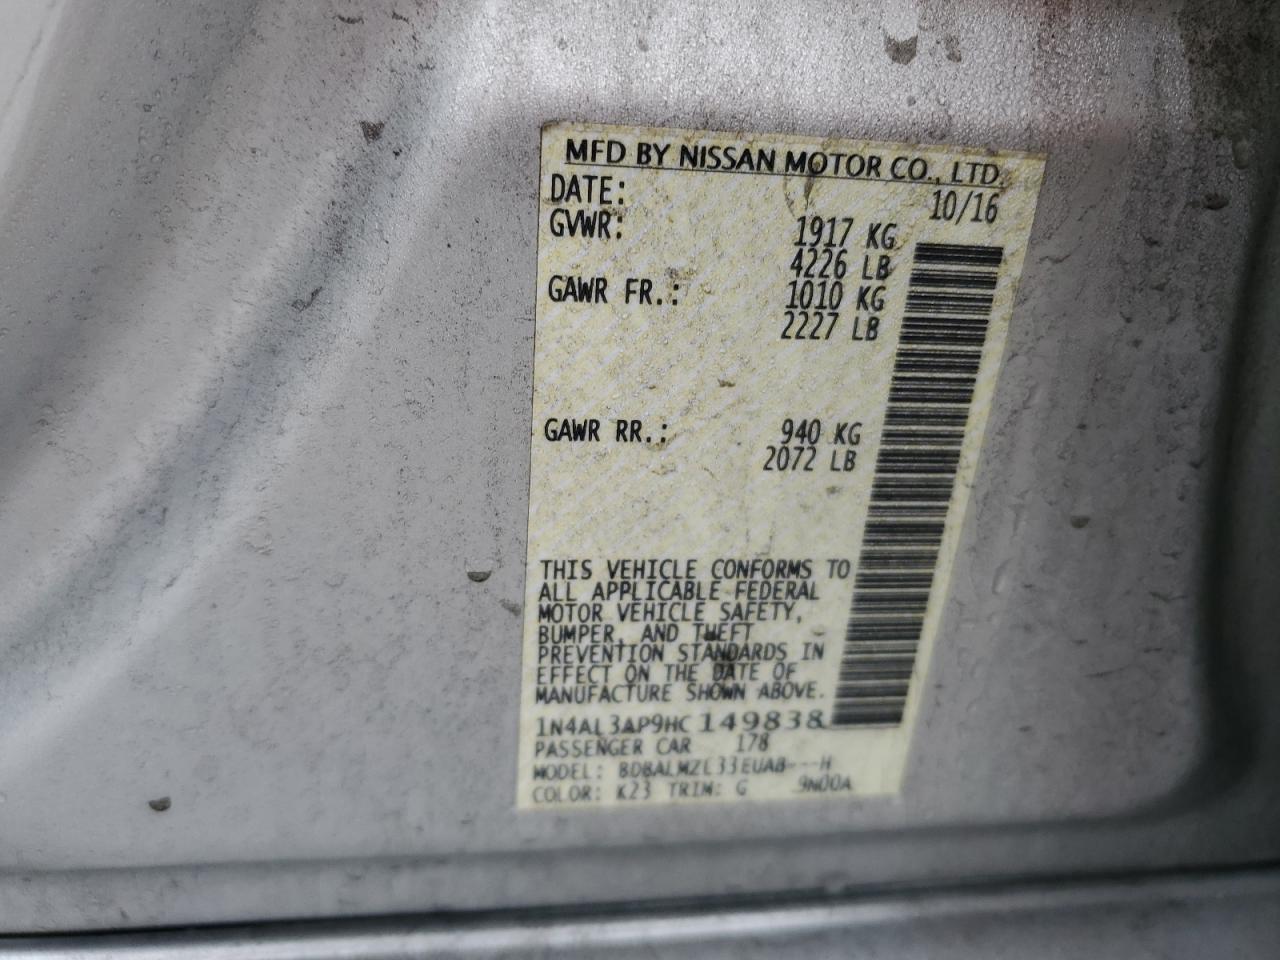 MFD BY NISSAN MOTOR CO., LTD.
DATE: 10/16
GVWR: 1917 KG
4226 LB
GAWR FR.: 1010 KG
2227 LB
GAWR RR.: 940 KG
2072 LB
THIS VEHICLE CONFORMS TO
ALL APPLICABLE FEDERAL
MOTOR VEHICLE SAFETY,
BUMPER, AND THEFT
PREVENTION STANDARDS IN
EFFECT ON THE DATE OF
MANUFACTURE SHOWN ABOVE.
1N4AL3AP9HC149838
PASSENGER CAR 178
MODEL: BDBALMZL33EUAB---H
COLOR: K23 TRIM: G 9N00A